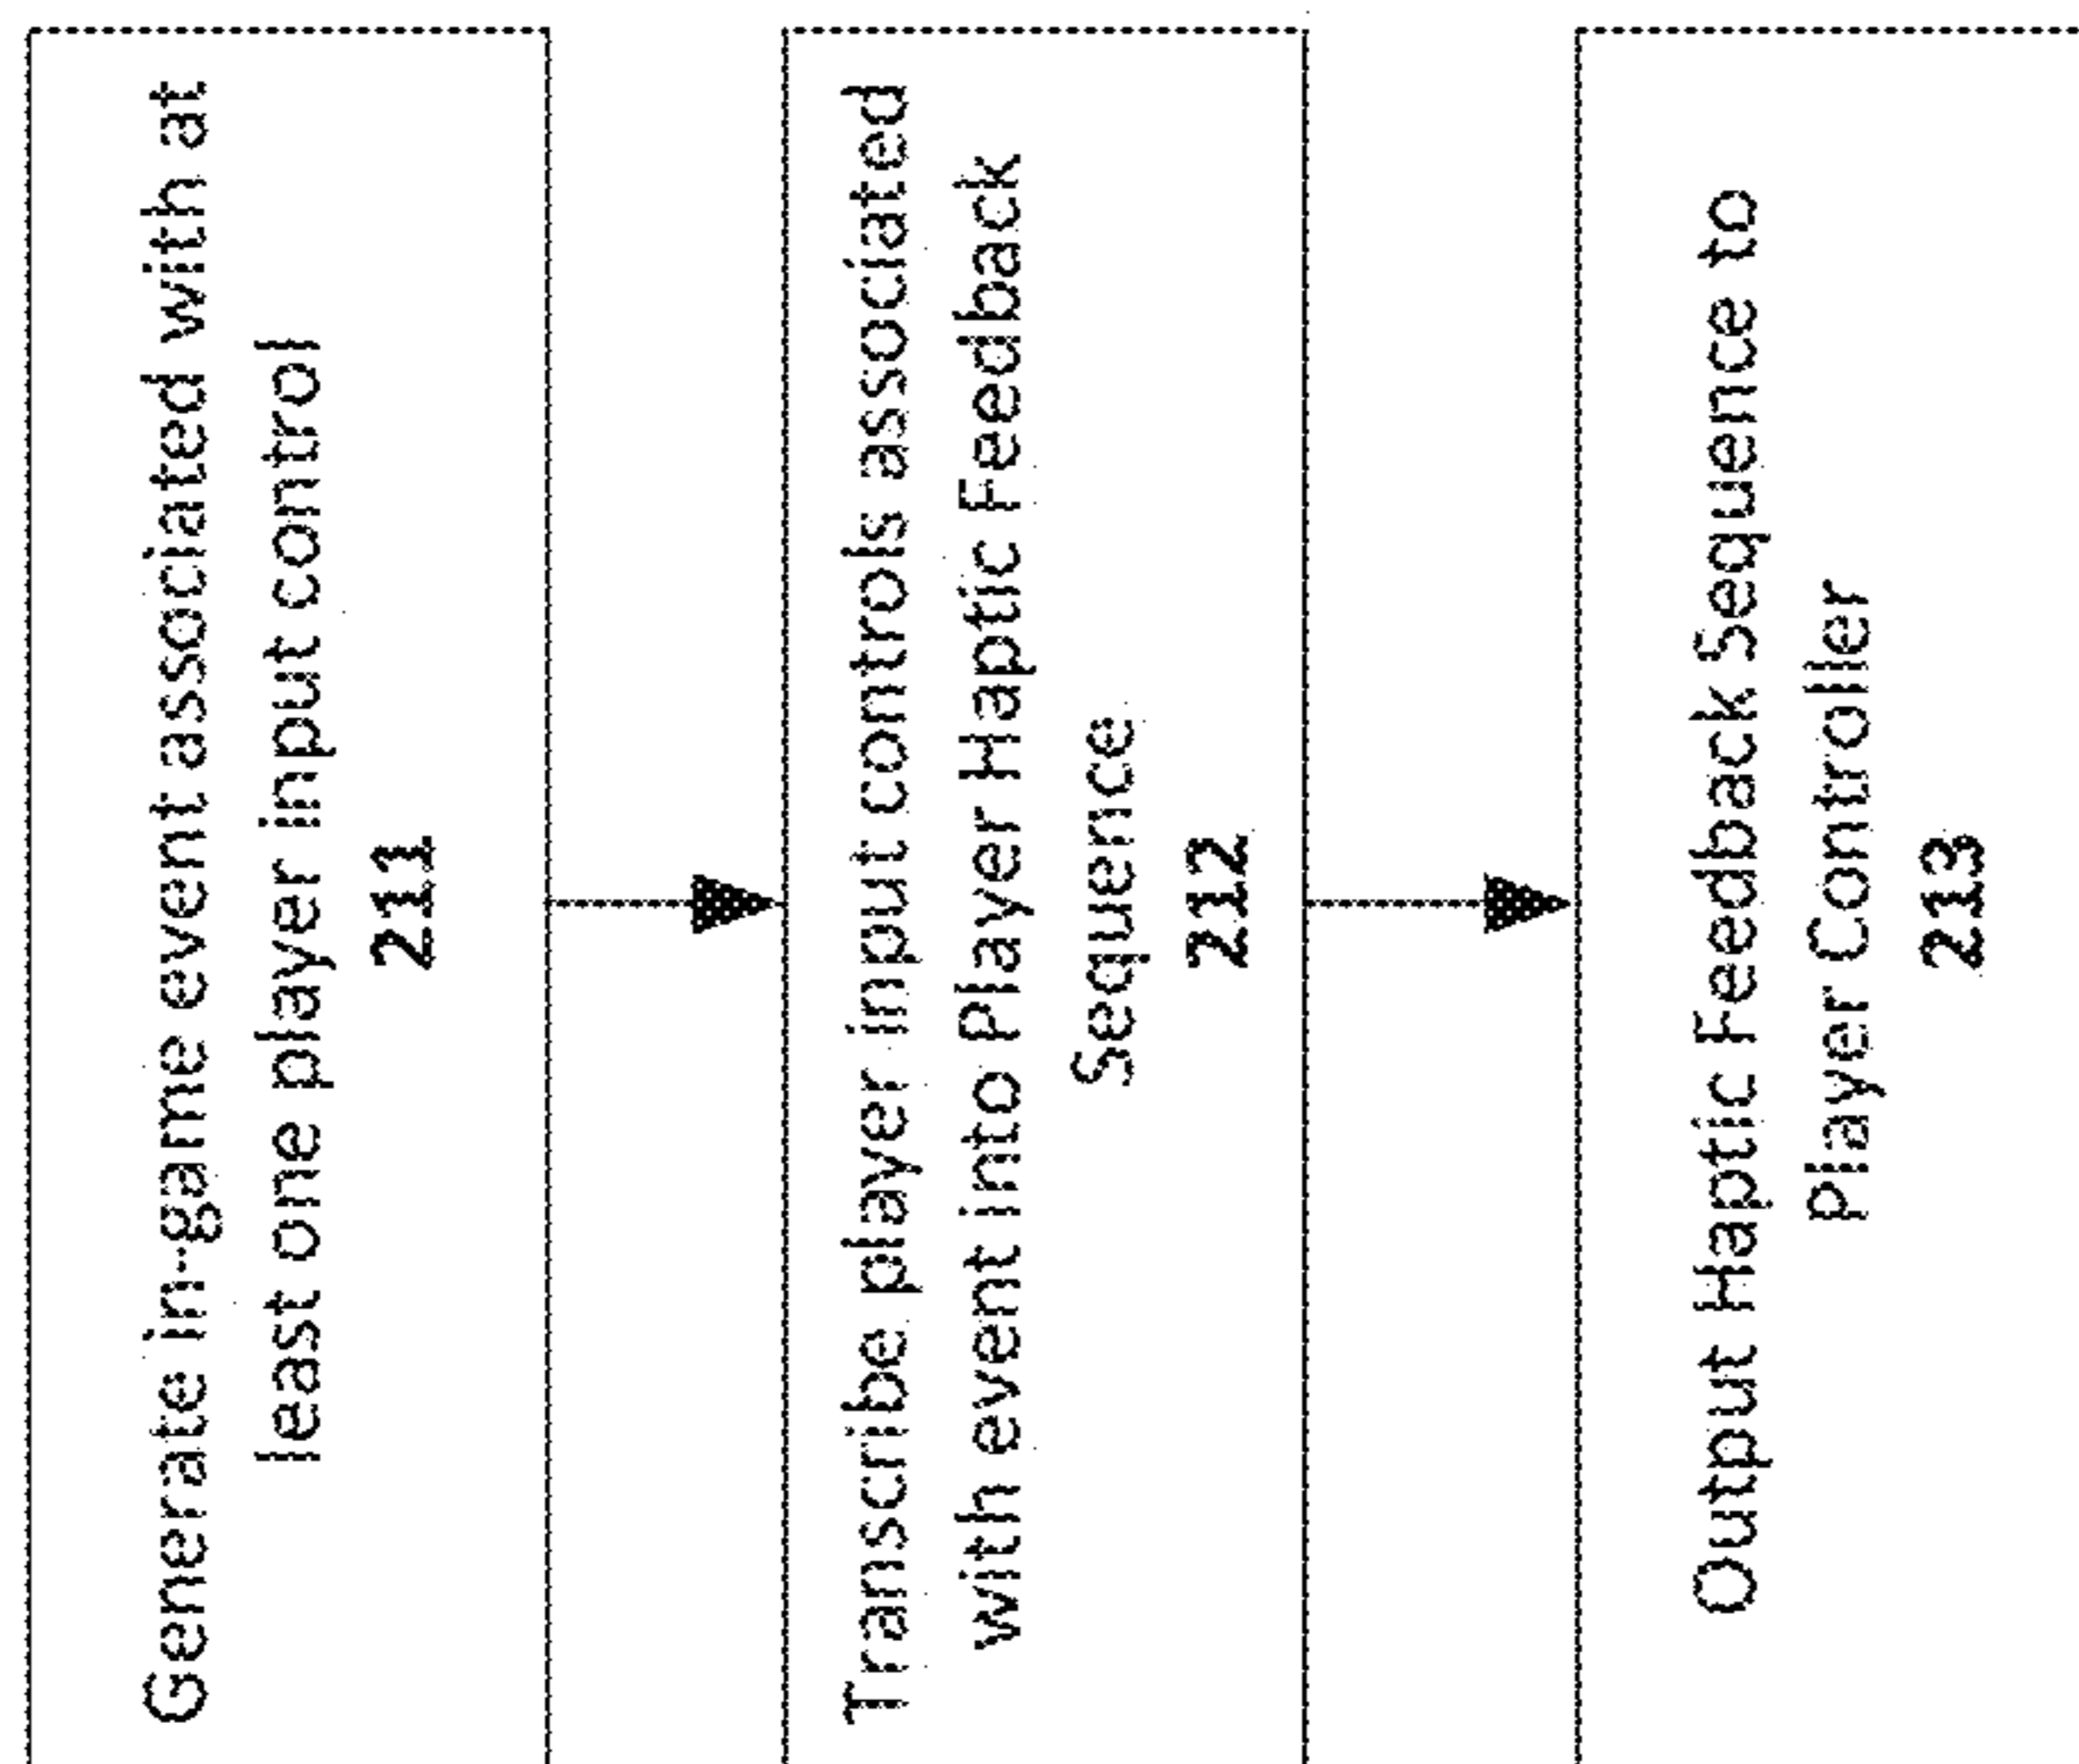 Generate in-game event associated with at
least one player input control
211
Transcribe player input controls associated
with event into Player Haptic Feedback
Sequence
212
Output Haptic Feedback Sequence to
Player Controller
213